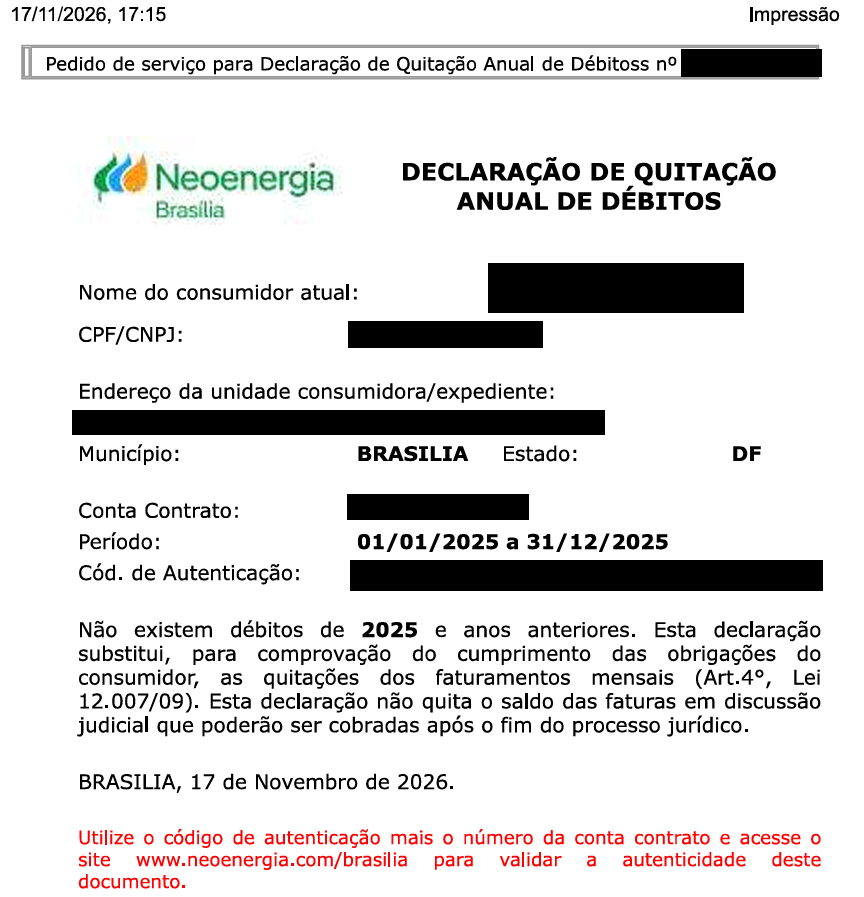 17/11/2026, 17:15 Impressão
Pedido de serviço para Declaração de Quitação Anual de Débitoss nº
Neoenergia
Brasília
DECLARAÇÃO DE QUITAÇÃO
ANUAL DE DÉBITOS
Nome do consumidor atual:
CPF/CNPJ:
Endereço da unidade consumidora/expediente:
Município: BRASILIA Estado: DF
Conta Contrato:
Período: 01/01/2025 a 31/12/2025
Cód. de Autenticação:
Não existem débitos de 2025 e anos anteriores. Esta declaração
substitui, para comprovação do cumprimento das obrigações do
consumidor, as quitações dos faturamentos mensais (Art.4°, Lei
12.007/09). Esta declaração não quita o saldo das faturas em discussão
judicial que poderão ser cobradas após o fim do processo jurídico.
BRASILIA, 17 de Novembro de 2026.
Utilize o código de autenticação mais o número da conta contrato e acesse o
site www.neoenergia.com/brasilia para validar a autenticidade deste
documento.